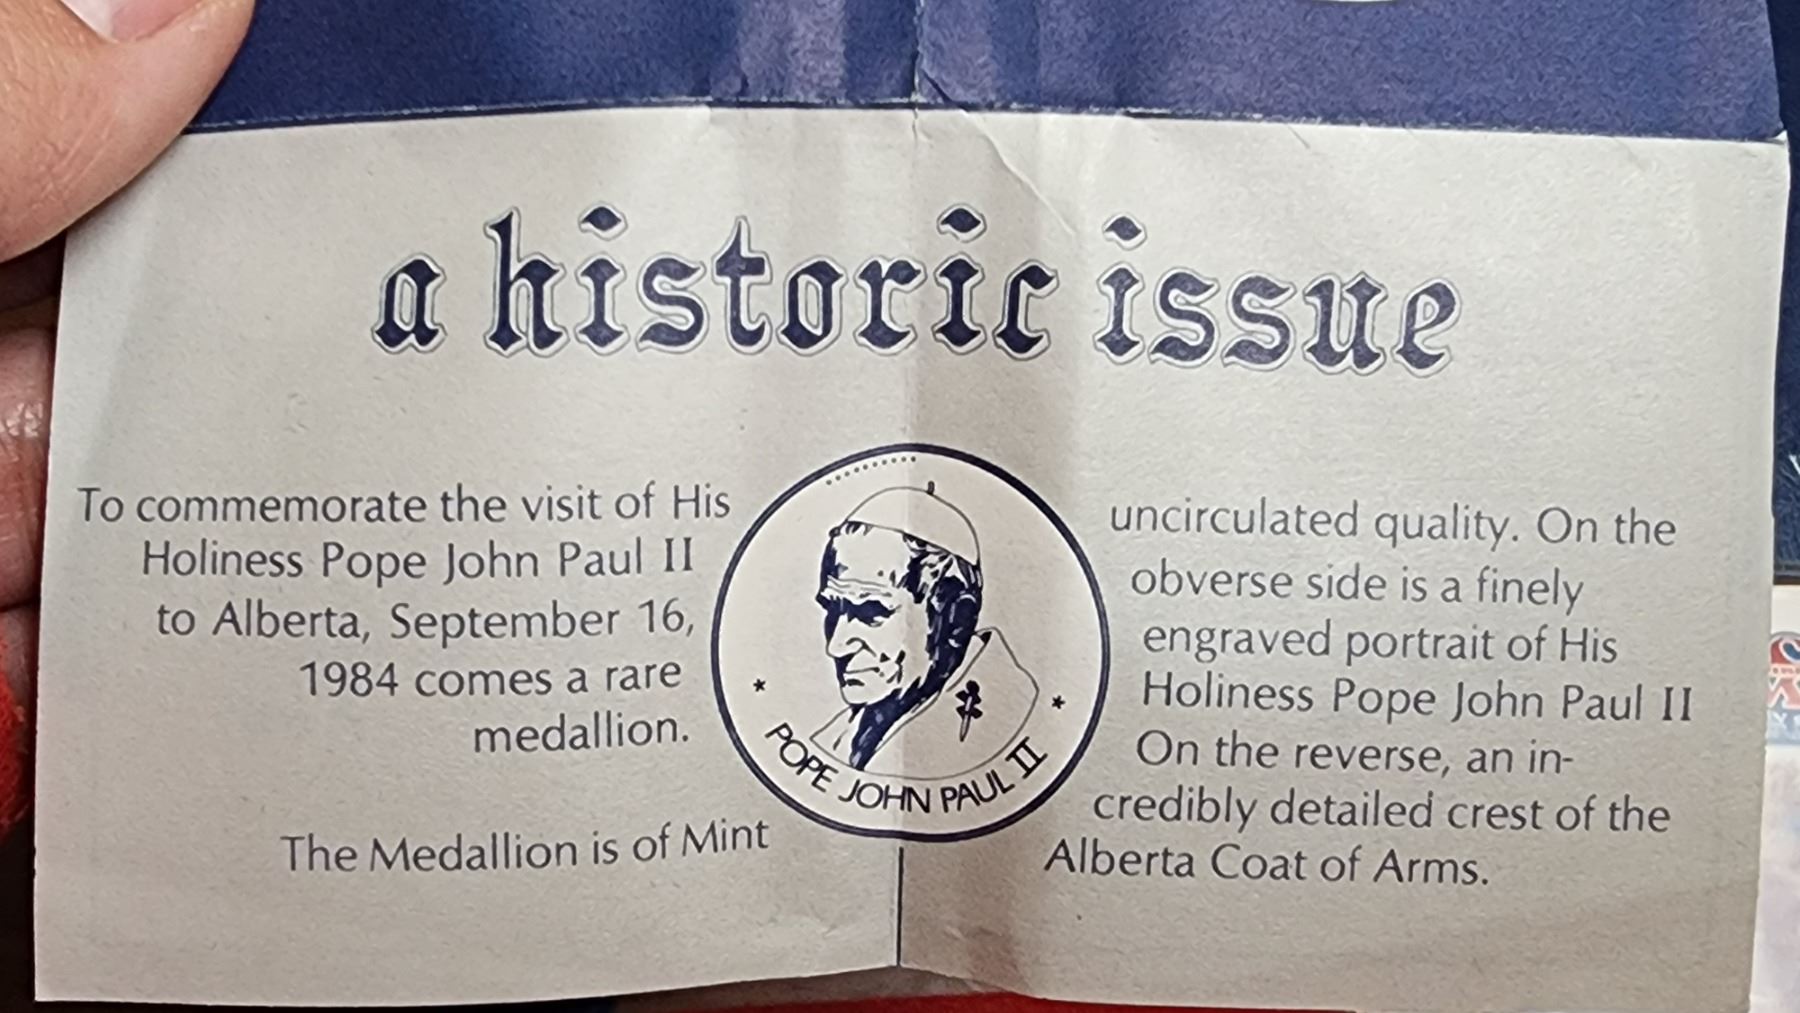 a historic issue
To commemorate the visit of His
Holiness Pope John Paul II
to Alberta, September 16,
1984 comes a rare
medallion.
The Medallion is of Mint
POPE JOHN PAUL II
uncirculated quality. On the
obverse side is a finely
engraved portrait of His
Holiness Pope John Paul II
On the reverse, an in-
credibly detailed crest of the
Alberta Coat of Arms.